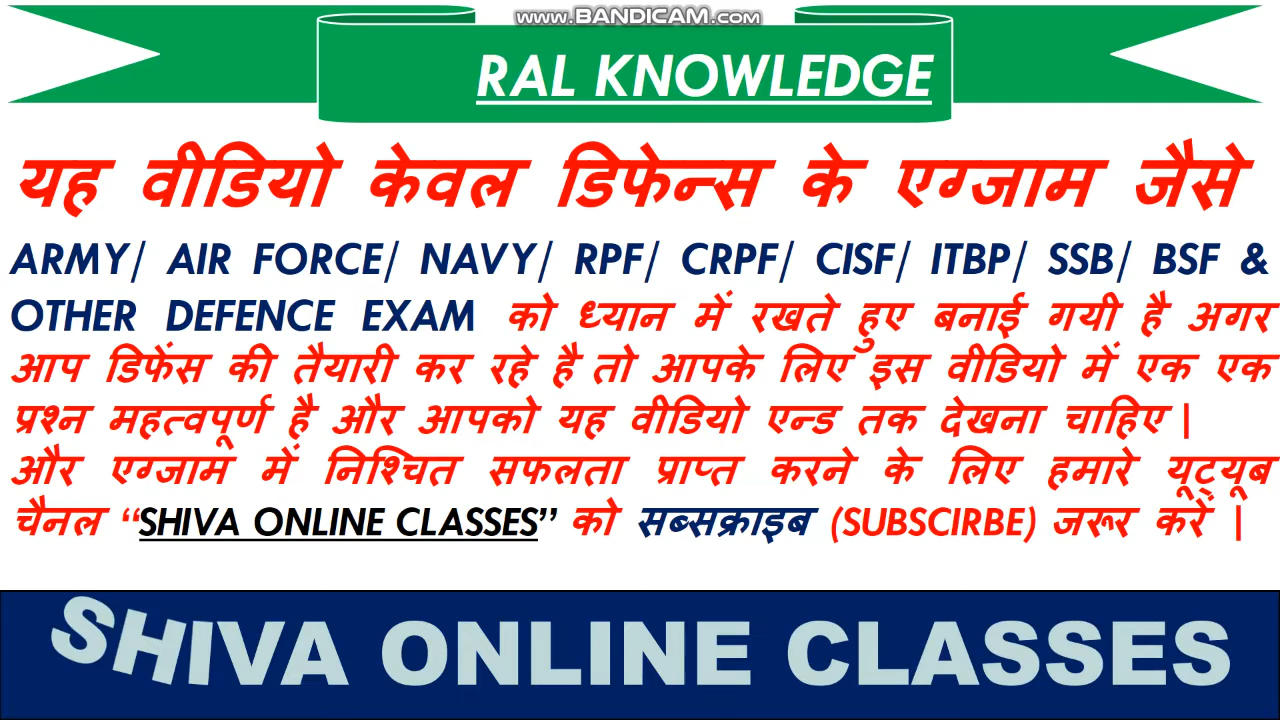 www.BANDICAM.com
RAL KNOWLEDGE
यह वीडियो केवल डिफेन्स के एग्जाम जैसे
ARMY/ AIR FORCE/ NAVY/ RPF/ CRPF/ CISF/ ITBP/ SSB/ BSF &
OTHER DEFENCE EXAM को ध्यान में रखते हुए बनाई गयी है अगर
आप डिफेंस की तैयारी कर रहे है तो आपके लिए इस वीडियो में एक एक
प्रश्न महत्वपूर्ण है और आपको यह वीडियो एन्ड तक देखना चाहिए |
और एग्जाम में निश्चित सफलता प्राप्त करने के लिए हमारे यूट्यूब
चैनल “SHIVA ONLINE CLASSES” को सब्सक्राइब (SUBSCIRBE) जरूर करें |
SHIVA ONLINE CLASSES